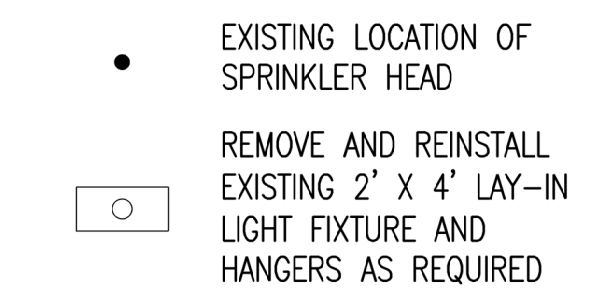 EXISTING LOCATION OF
SPRINKLER HEAD
REMOVE AND REINSTALL
EXISTING 2' X 4' LAY-IN
LIGHT FIXTURE AND
HANGERS AS REQUIRED